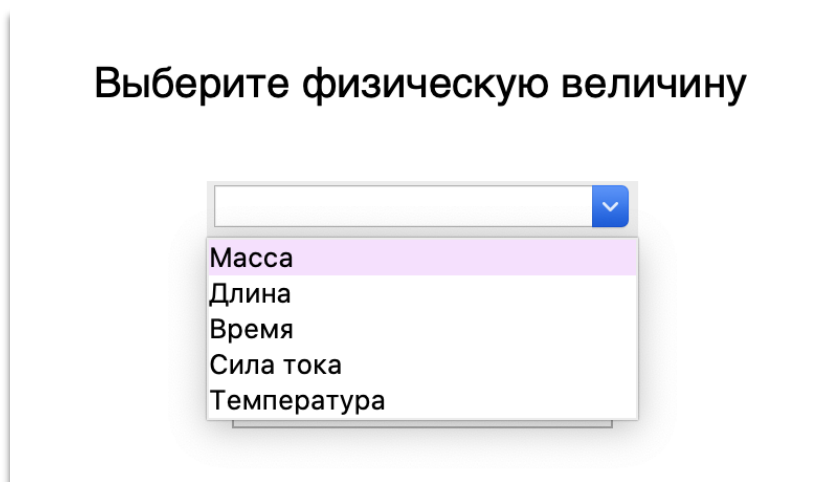 Выберите физическую величину
Масса
Длина
Время
Сила тока
Температура